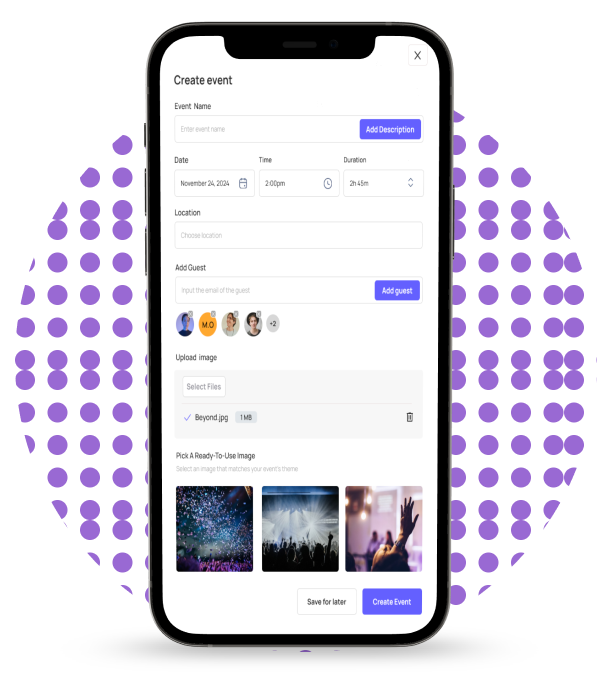 X
Create event
Event Name
Enter event name
Add Description
Date
Time
Duration
November 24, 2024
2:00pm
2h 45m
Location
Choose location
Add Guest
Input the email of the guest
Add guest
M.O
+2
Upload image
Select Files
Beyond.jpg
1 MB
Pick A Ready-To-Use Image
Select an image that matches your event's theme
Save for later
Create Event